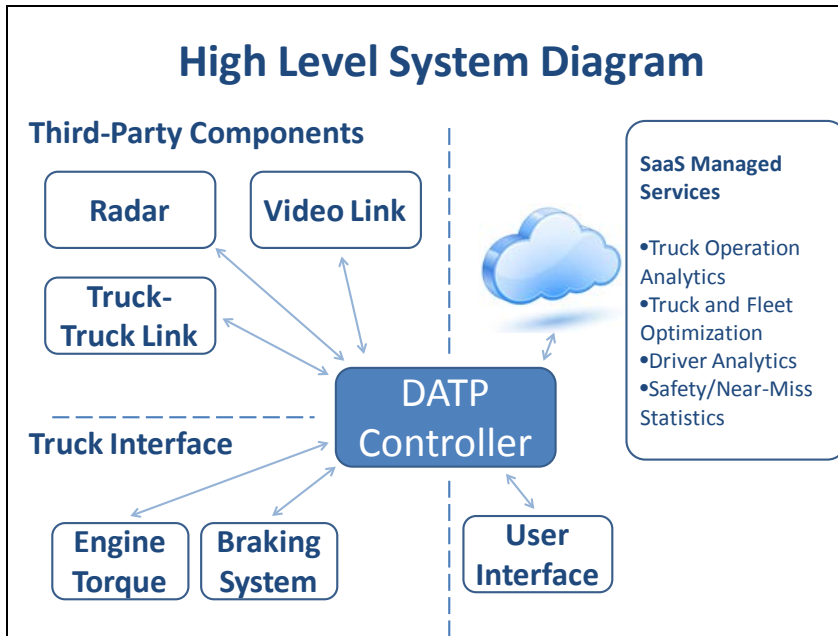 High Level System Diagram
Third-Party Components
Radar
Video Link
Truck-
Truck Link
SaaS Managed
Services
•Truck Operation
Analytics
•Truck and Fleet
Optimization
•Driver Analytics
•Safety/Near-Miss
Statistics
DATP
Controller
Truck Interface
Engine
Torque
Braking
System
User
Interface